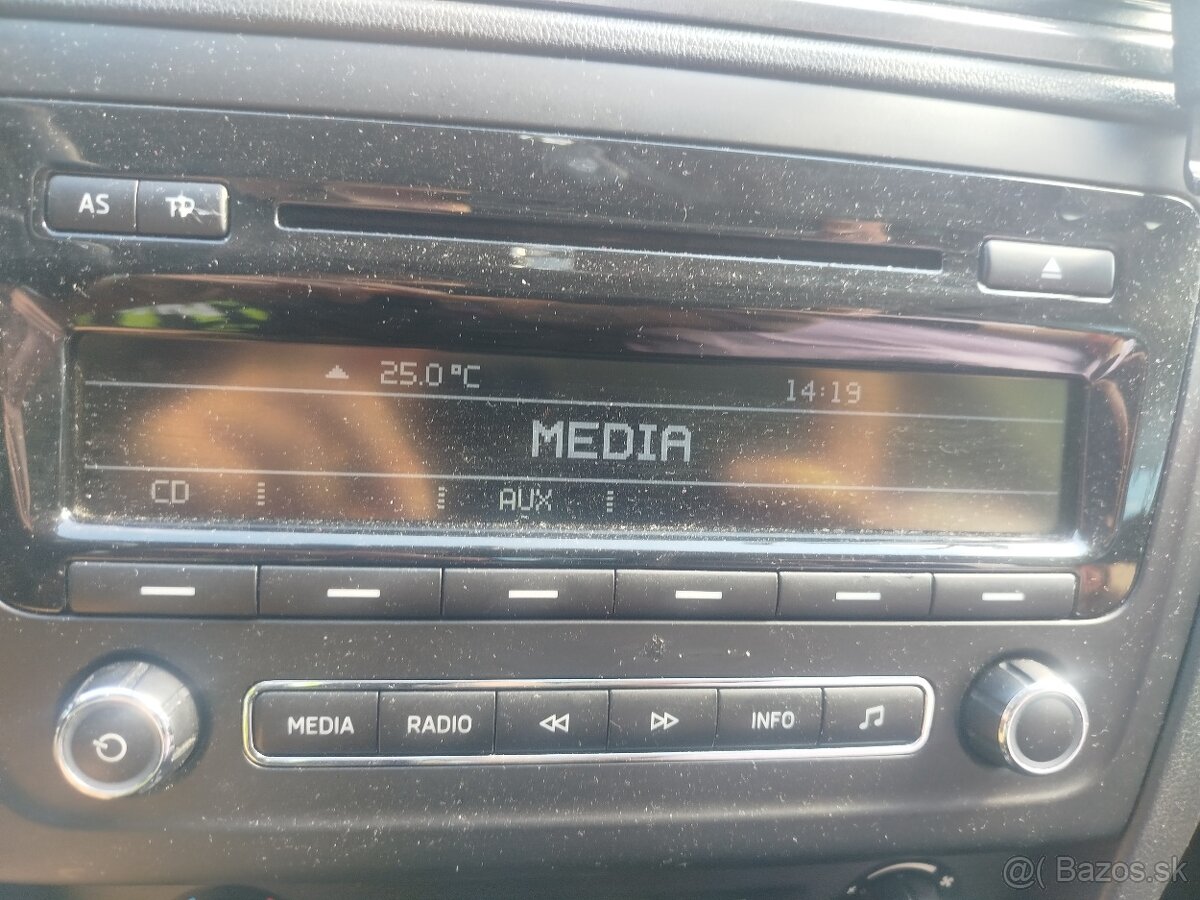 AS TP
25.0 °C 14:19
MEDIA
CD AUX
MEDIA RADIO INFO
@( Bazos.sk